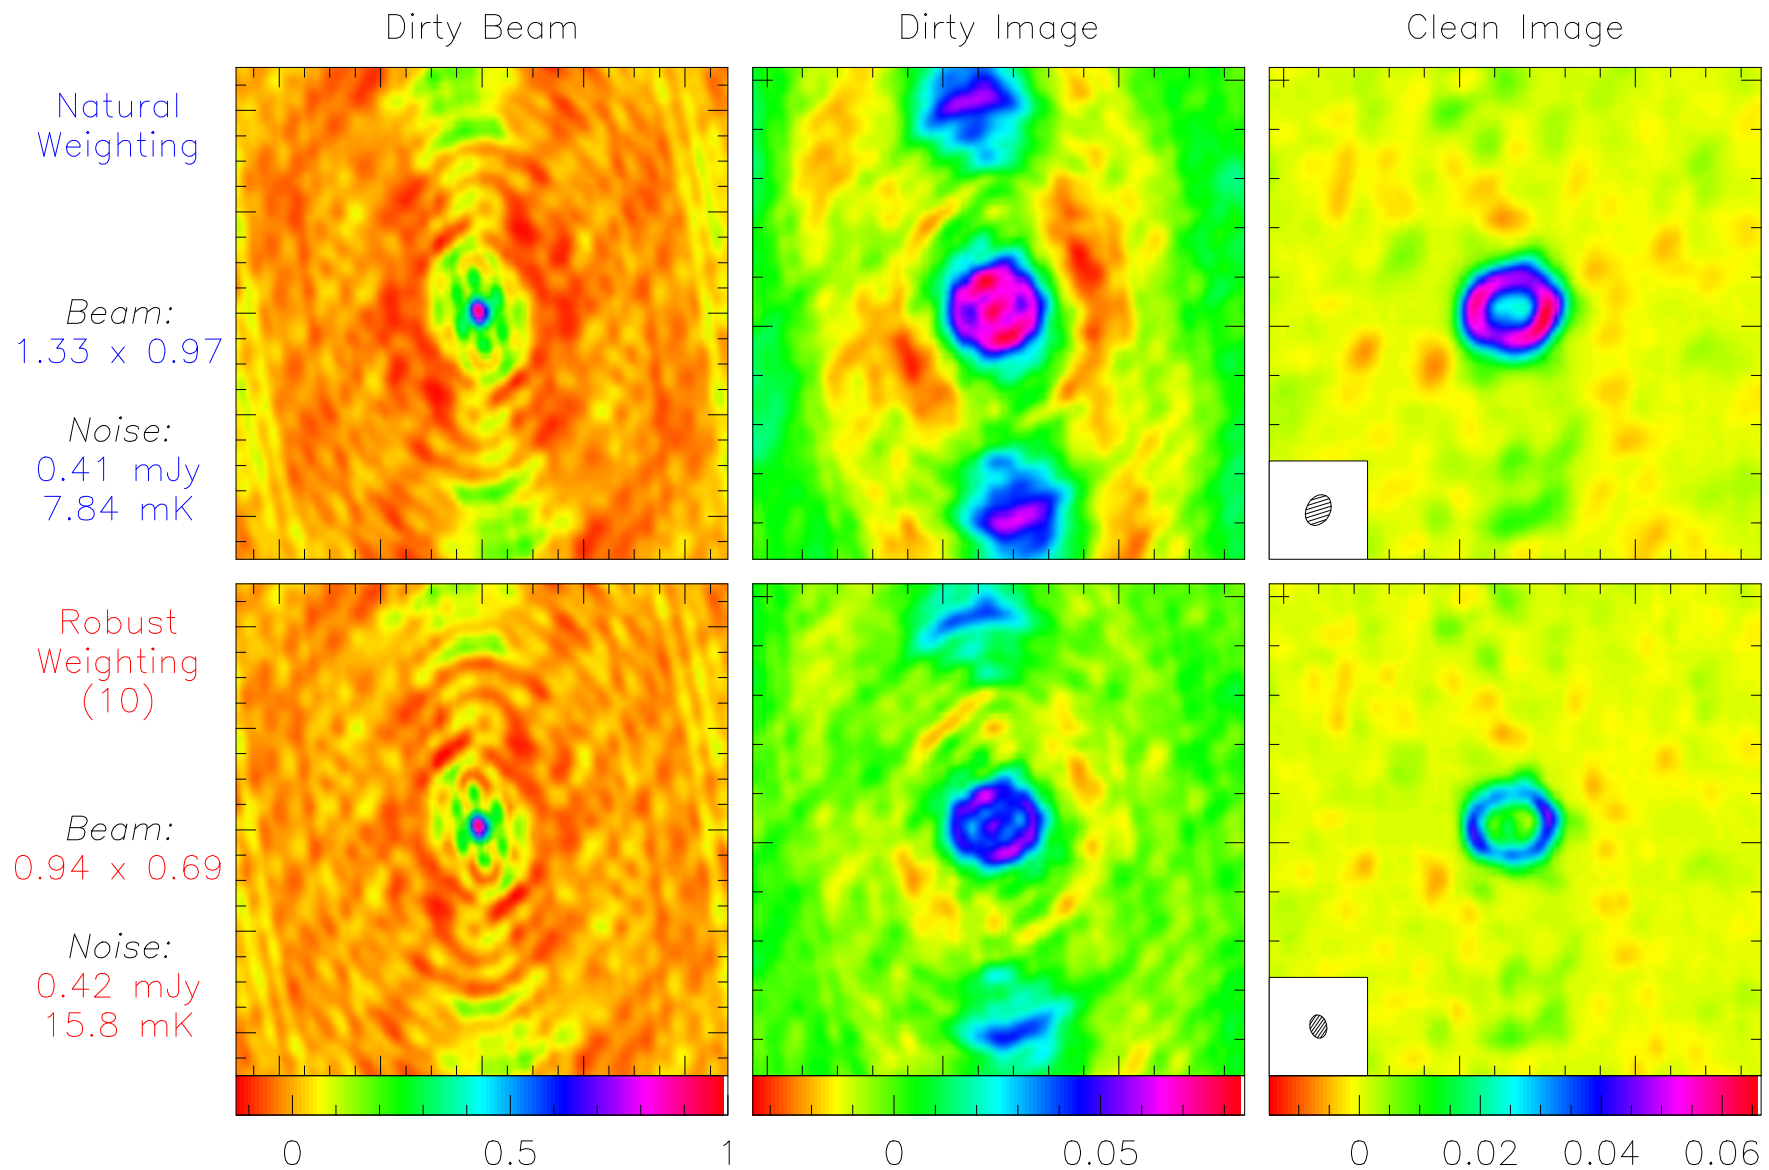 Dirty Beam
Dirty Image
Clean Image
Natural
Weighting
Beam:
1.33 x 0.97
Noise:
0.41 mJy
7.84 mK
Robust
Weighting
(10)
Beam:
0.94 x 0.69
Noise:
0.42 mJy
15.8 mK
0 0.5 1
0 0.05
0 0.02 0.04 0.06